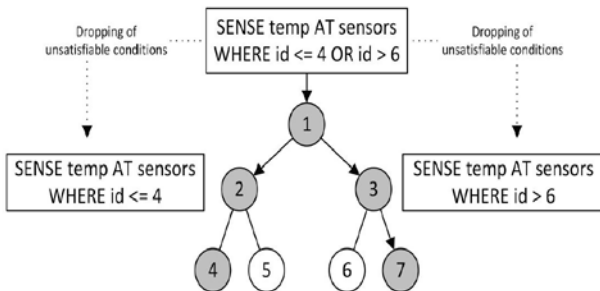 Dropping of
unsatisfiable conditions
SENSE temp AT sensors
WHERE id <= 4 OR id > 6
Dropping of
unsatisfiable conditions
1
SENSE temp AT sensors
WHERE id <= 4
2
3
SENSE temp AT sensors
WHERE id > 6
4
5
6
7